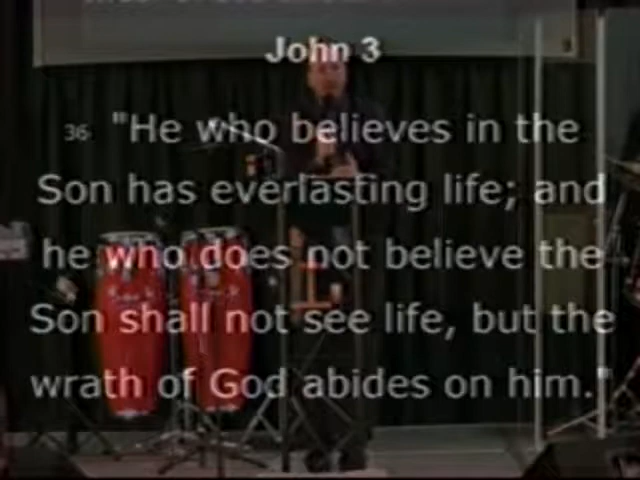 John 3
36 "He who believes in the
Son has everlasting life; and
he who does not believe the
Son shall not see life, but the
wrath of God abides on him."